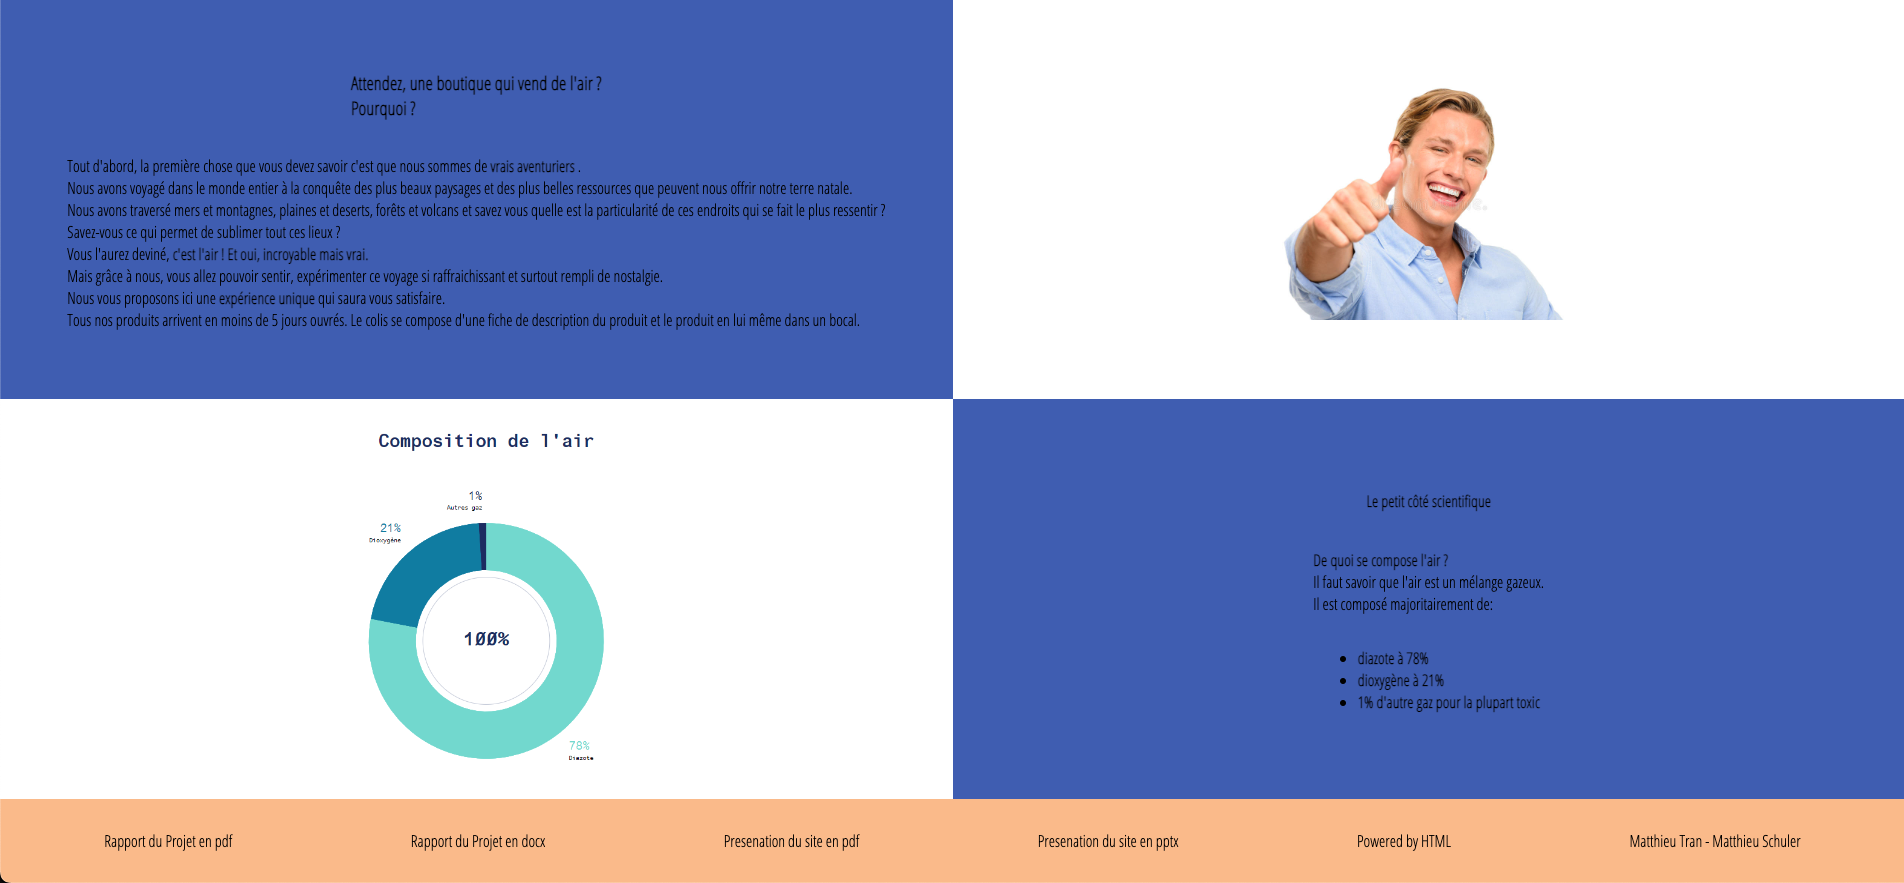 Attendez, une boutique qui vend de l'air ?
Pourquoi ?
Tout d'abord, la première chose que vous devez savoir c'est que nous sommes de vrais aventuriers .
Nous avons voyagé dans le monde entier à la conquête des plus beaux paysages et des plus belles ressources que peuvent nous offrir notre terre natale.
Nous avons traversé mers et montagnes, plaines et deserts, forêts et volcans et savez vous quelle est la particularité de ces endroits qui se fait le plus ressentir ?
Savez-vous ce qui permet de sublimer tout ces lieux ?
Vous l'aurez deviné, c'est l'air ! Et oui, incroyable mais vrai.
Mais grâce à nous, vous allez pouvoir sentir, expérimenter ce voyage si raffraichissant et surtout rempli de nostalgie.
Nous vous proposons ici une expérience unique qui saura vous satisfaire.
Tous nos produits arrivent en moins de 5 jours ouvrés. Le colis se compose d'une fiche de description du produit et le produit en lui même dans un bocal.
Composition de l'air
1%
Autres gaz
21%
Dioxygène
100%
78%
Diazote
Le petit côté scientifique
De quoi se compose l'air ?
Il faut savoir que l'air est un mélange gazeux.
Il est composé majoritairement de:
diazote à 78%
dioxygène à 21%
1% d'autre gaz pour la plupart toxic
Rapport du Projet en pdf
Rapport du Projet en docx
Presenation du site en pdf
Presenation du site en pptx
Powered by HTML
Matthieu Tran - Matthieu Schuler